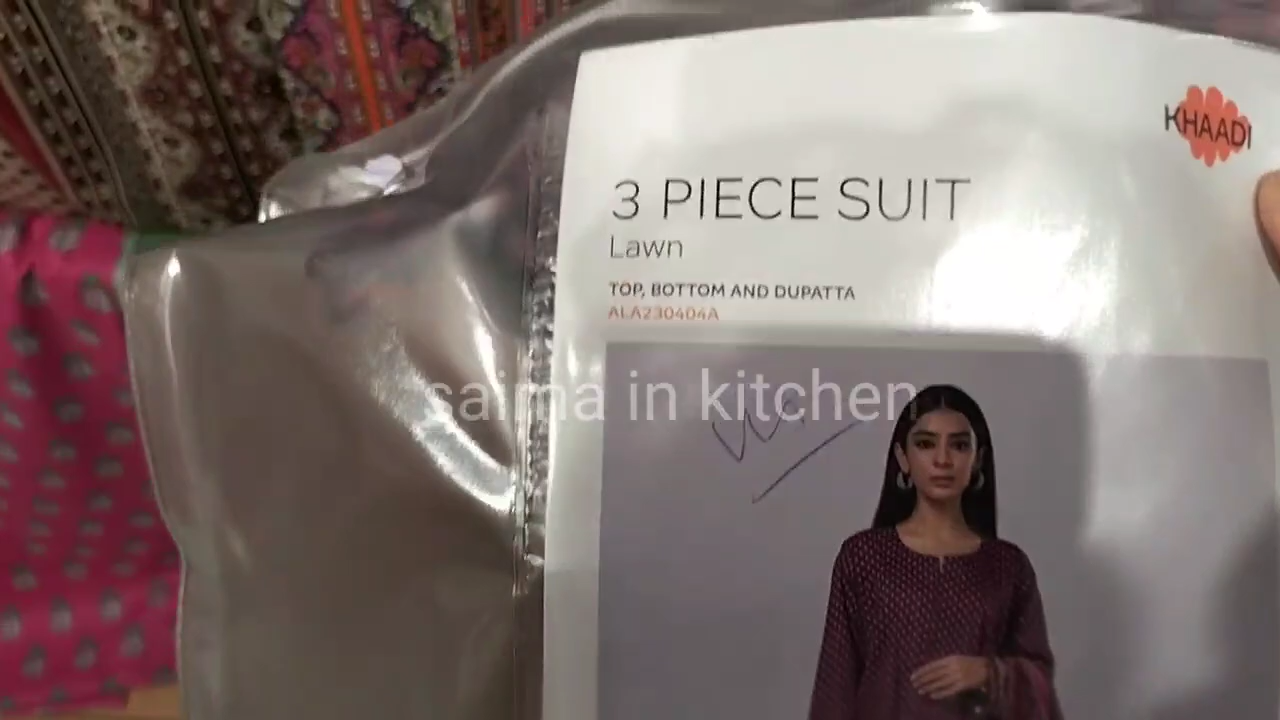 KHAADI
3 PIECE SUIT
Lawn
TOP, BOTTOM AND DUPATTA
ALA230404A
saima in kitchen